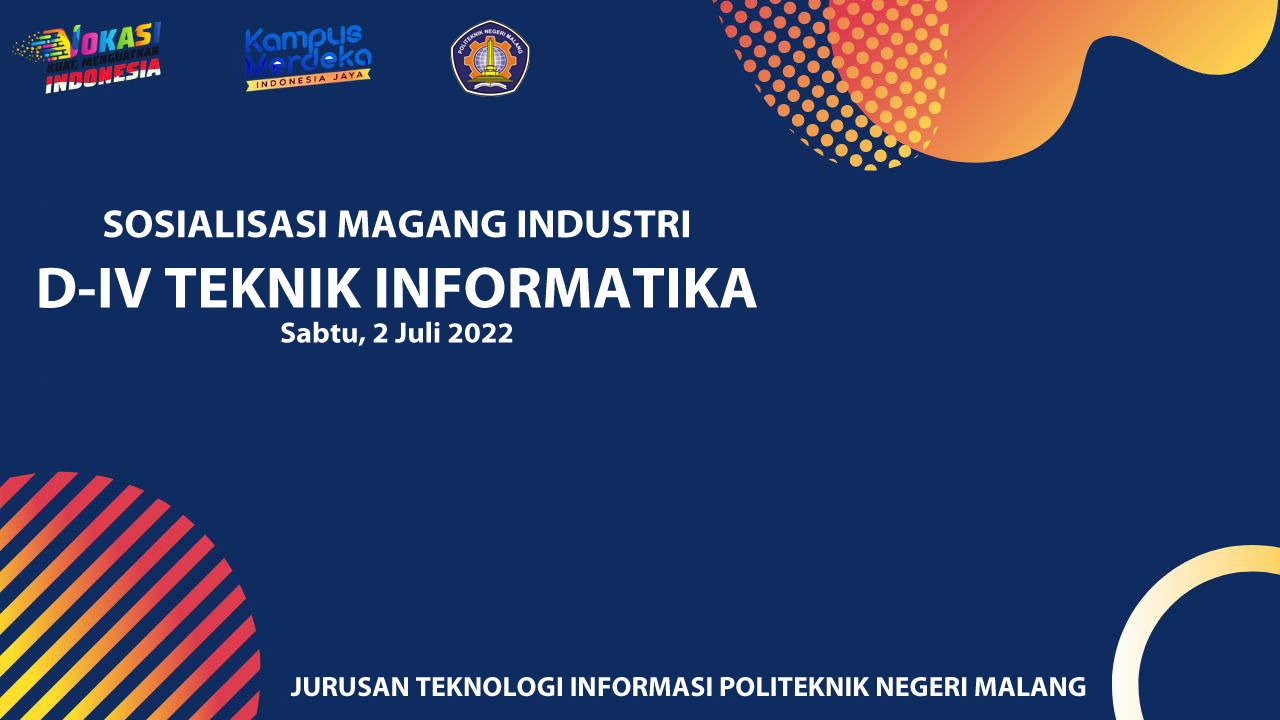 VOKASI
KUAT, MENGUATKAN
INDONESIA
Kampus
Merdeka
INDONESIA JAYA
POLITEKNIK NEGERI MALANG
SOSIALISASI MAGANG INDUSTRI
D-IV TEKNIK INFORMATIKA
Sabtu, 2 Juli 2022
JURUSAN TEKNOLOGI INFORMASI POLITEKNIK NEGERI MALANG